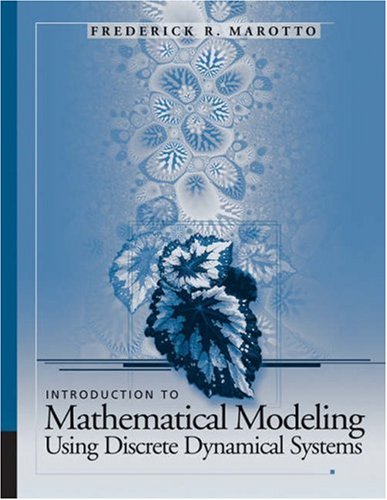 FREDERICK R. MAROTTO
INTRODUCTION TO
Mathematical Modeling
Using Discrete Dynamical Systems